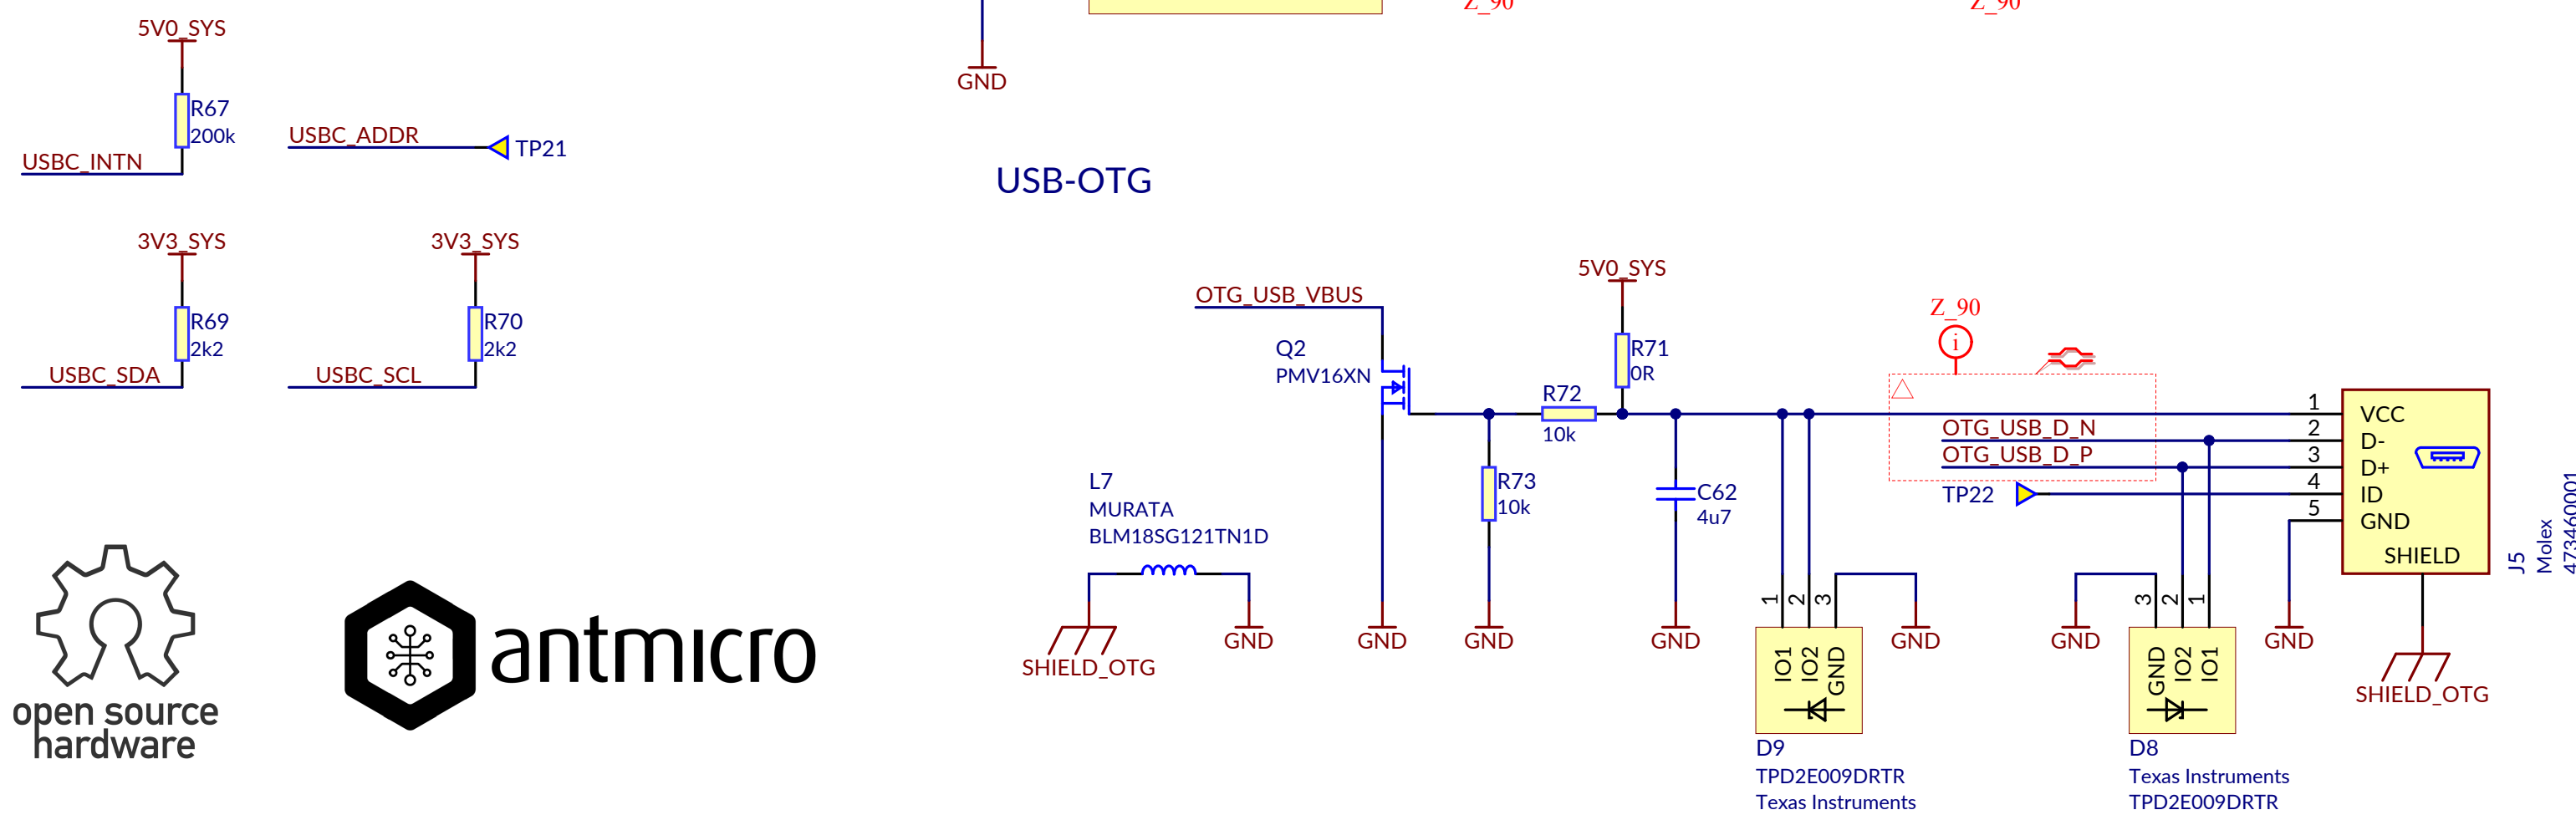 5V0_SYS
R67
200k
USBC_INTN
USBC_ADDR
TP21
3V3_SYS
R69
2k2
USBC_SDA
3V3_SYS
R70
2k2
USBC_SCL
open source
hardware
antmicro
GND
Z_90
Z_90
USB-OTG
OTG_USB_VBUS
Q2
PMV16XN
5V0_SYS
R71
0R
R72
10k
R73
10k
C62
4u7
L7
MURATA
BLM18SG121TN1D
SHIELD_OTG
GND
GND
GND
GND
1
2
3
GND
IO1
IO2
GND
D9
TPD2E009DRTR
Texas Instruments
Z_90
i
OTG_USB_D_N
OTG_USB_D_P
TP22
1
2
3
4
5
VCC
D-
D+
ID
GND
SHIELD
J5
Molex
473460001
GND
3
2
1
GND
IO2
IO1
D8
Texas Instruments
TPD2E009DRTR
GND
SHIELD_OTG